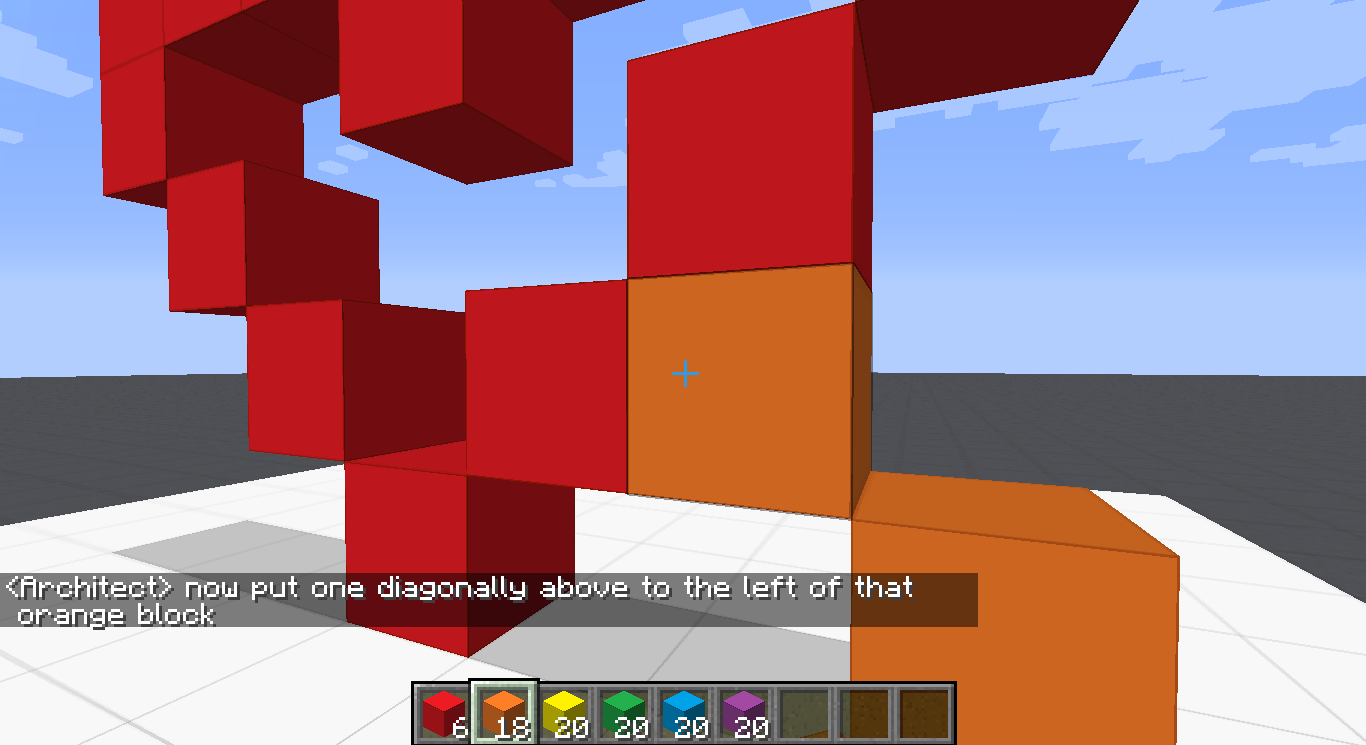 <Architect> now put one diagonally above to the left of that
orange block
6 18 20 20 20 20